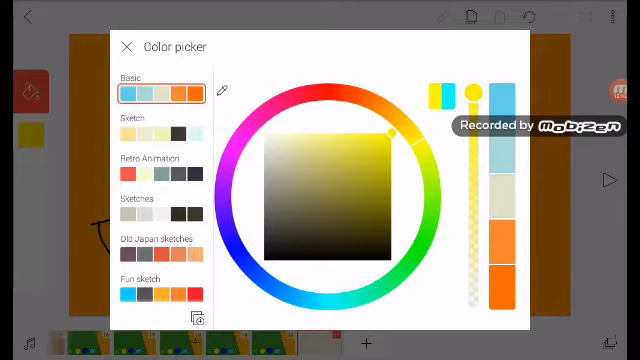 Color picker
Basic
Sketch
Recorded by mobizen
Retro Animation
Sketches
Old Japan sketches
Fun sketch